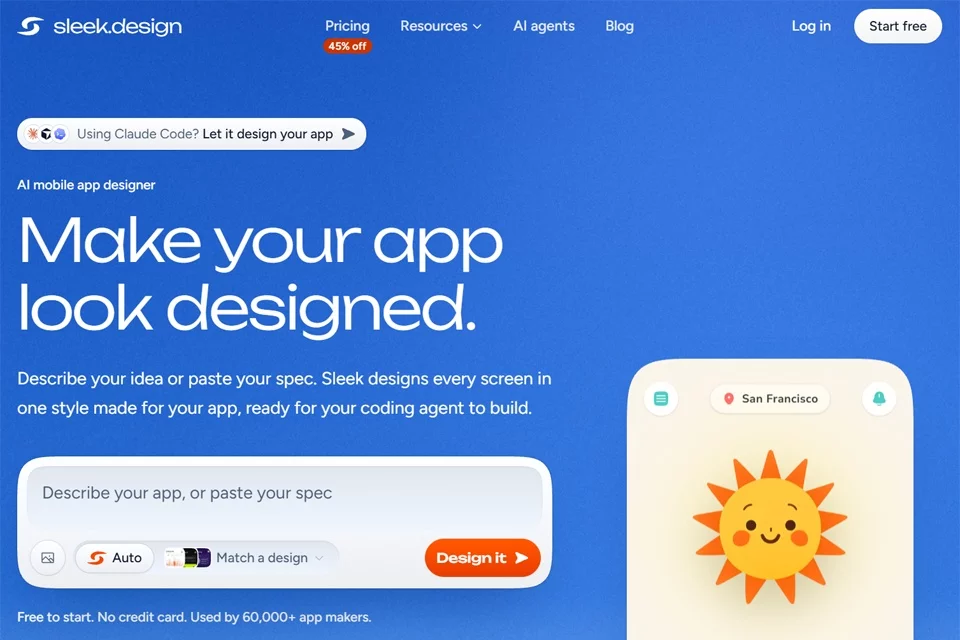 sleek.design
Pricing
Resources
AI agents
Blog
Log in
Start free
45% off
Using Claude Code? Let it design your app
AI mobile app designer
Make your app
look designed.
Describe your idea or paste your spec. Sleek designs every screen in
one style made for your app, ready for your coding agent to build.
San Francisco
Describe your app, or paste your spec
Auto
Match a design
Design it
Free to start. No credit card. Used by 60,000+ app makers.